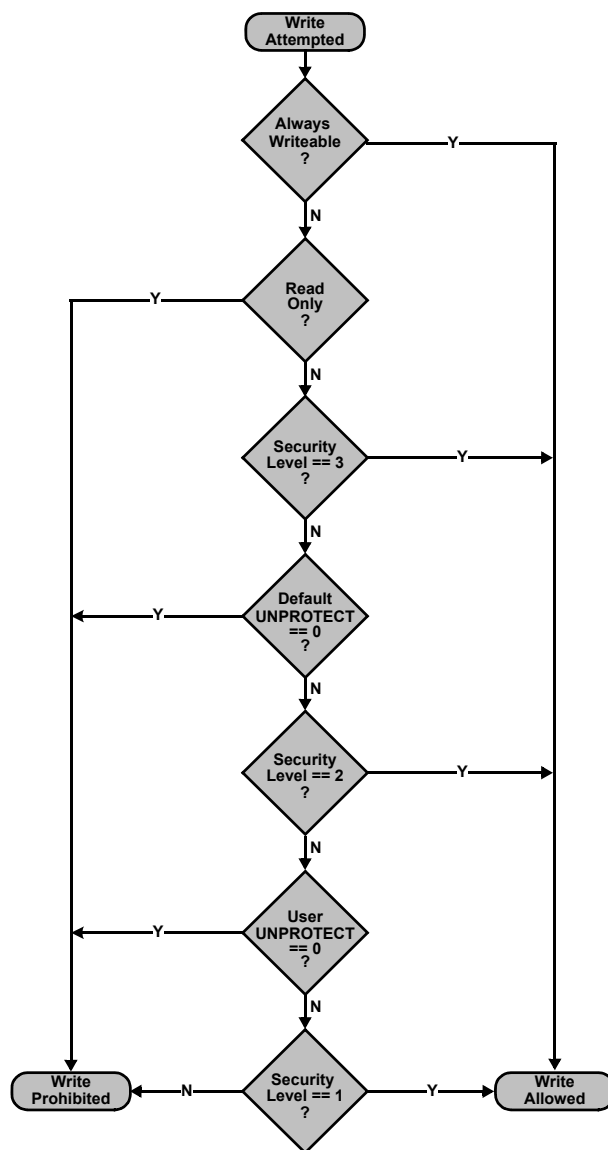 Write
Attempted
Always
Writeable
?
Y
N
Y
Read
Only
?
N
Security
Level == 3
?
Y
N
Y
Default
UNPROTECT
== 0
?
N
Security
Level == 2
?
Y
N
Y
User
UNPROTECT
== 0
?
N
Write
Prohibited
N
Security
Level == 1
?
Y
Write
Allowed